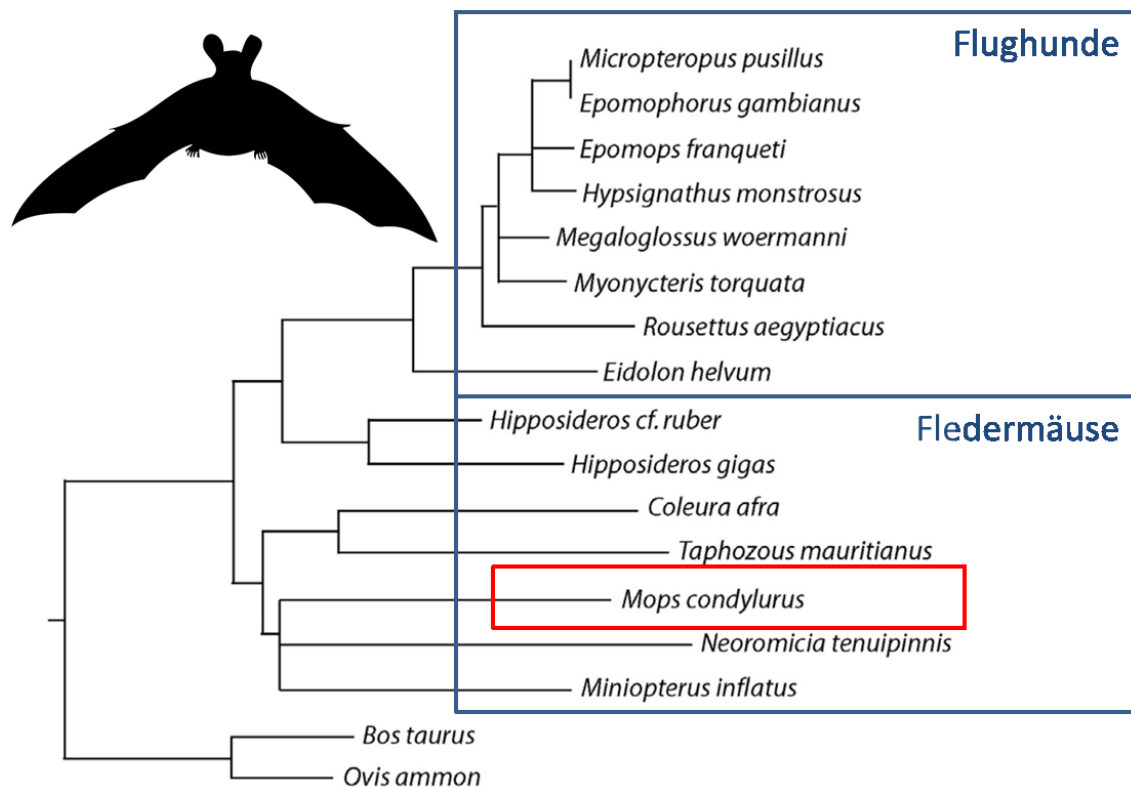 Flughunde
Micropteropus pusillus
Epomophorus gambianus
Epomops franqueti
Hypsignathus monstrosus
Megaloglossus woermanni
Myonycteris torquata
Rousettus aegyptiacus
Eidolon helvum
Hipposideros cf. ruber
Fledermäuse
Hipposideros gigas
Coleura afra
Taphozous mauritianus
Mops condylurus
Neoromicia tenuipinnis
Miniopterus inflatus
Bos taurus
Ovis ammon